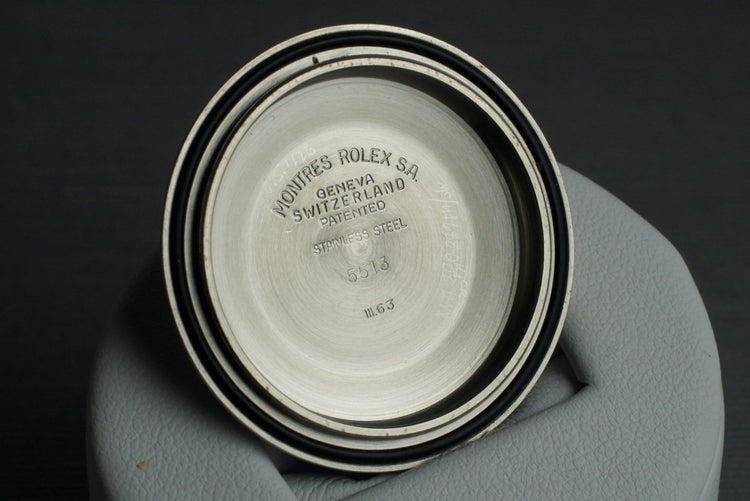 MONTRES ROLEX S.A.
GENEVA
SWITZERLAND
PATENTED
STAINLESS STEEL
5513
III.63